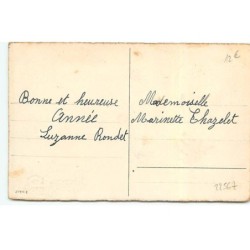 Bonne et heureuse
Année
Suzanne Rondet
Mademoiselle
Marinette Chazelet